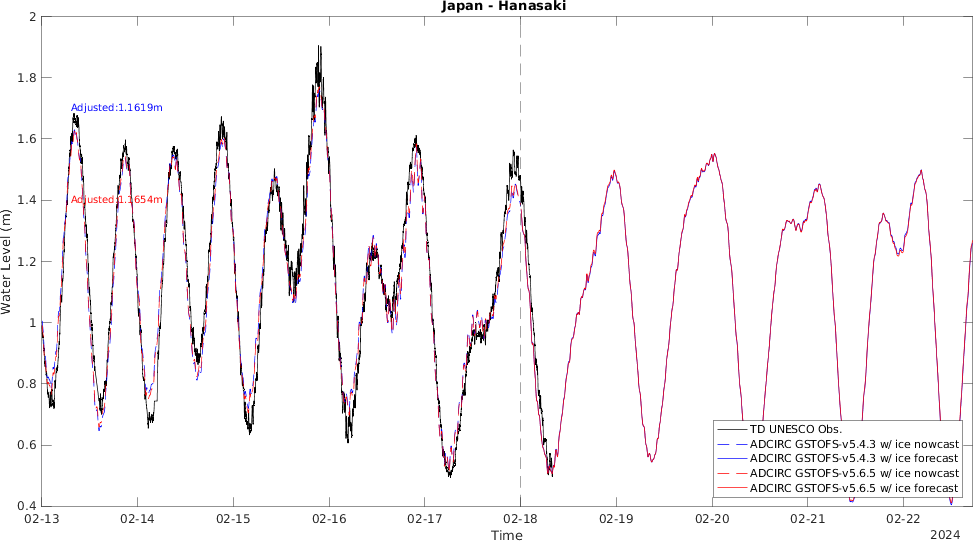 Japan - Hanasaki
2
1.8
1.6
1.4
1.2
1
0.8
0.6
0.4
Water Level (m)
Adjusted:1.1619m
Adjusted:1.1654m
TD UNESCO Obs.
ADCIRC GSTOFS-v5.4.3 w/ ice nowcast
ADCIRC GSTOFS-v5.4.3 w/ ice forecast
ADCIRC GSTOFS-v5.6.5 w/ ice nowcast
ADCIRC GSTOFS-v5.6.5 w/ ice forecast
02-13 02-14 02-15 02-16 02-17 02-18 02-19 02-20 02-21 02-22
Time
2024